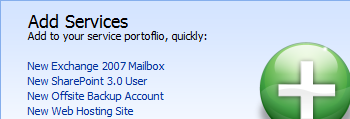 Add Services
Add to your service portoflio, quickly:
New Exchange 2007 Mailbox
New SharePoint 3.0 User
New Offsite Backup Account
New Web Hosting Site